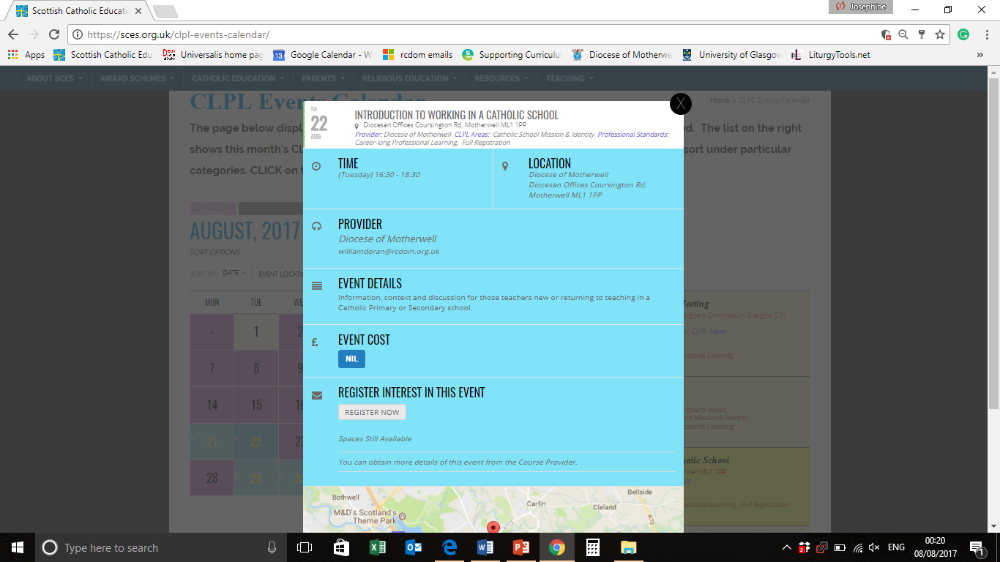 Scottish Catholic Educati
Josephine
https://sces.org.uk/clpl-events-calendar/
Apps Scottish Catholic Edu Universalis home pag Google Calendar - W rcdom emails Supporting Curriculu Diocese of Motherwe University of Glasgow LiturgyTools.net »
ABOUT SCES AWARD SCHEMES CATHOLIC EDUCATION PARENTS RELIGIOUS EDUCATION RESOURCES TEACHING
CLPL Events Calendar
Home > CLPL Events Calendar
The page below displ
ed. The list on the right
shows this month's CL
sort under particular
categories. CLICK on t
SKIP MONTH
AUGUST, 2017
SORT OPTIONS
SORT BY: DATE EVENT LOCATI
MON TUE WE
- 1 2
7 8 9
14 15 16
21 22 23
28 29 30
TUE
22
AUG
INTRODUCTION TO WORKING IN A CATHOLIC SCHOOL
Diocesan Offices Coursington Rd, Motherwell ML1 1PP
Provider: Diocese of Motherwell CLPL Areas: Catholic School Mission & Identity Professional Standards:
Career-long Professional Learning, Full Registration
X
TIME
(Tuesday) 16:30 - 18:30
LOCATION
Diocese of Motherwell
Diocesan Offices Coursington Rd,
Motherwell ML1 1PP
PROVIDER
Diocese of Motherwell
williamdoran@rcdom.org.uk
EVENT DETAILS
Information, context and discussion for those teachers new or returning to teaching in a
Catholic Primary or Secondary school.
£ EVENT COST
NIL
REGISTER INTEREST IN THIS EVENT
REGISTER NOW
Spaces Still Available
You can obtain more details of this event from the Course Provider.
Bothwell
M&D's Scotland's
Theme Park
Carfin
Cleland
Bellside
A723
A73
Meeting
Dennistoun, Glasgow G31
CLPL Areas:
essional Learning
rriculum Issues,
ool Mission & Identity
essional Learning
holic School
rwell ML1 1PP
as:
fessional Learning, Full Registration
Type here to search
ENG
00:20
08/08/2017
1